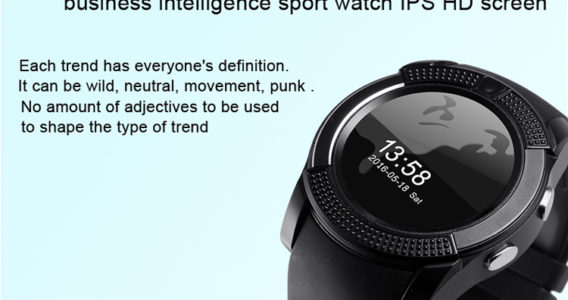 business intelligence sport watch IPS HD screen
Each trend has everyone's definition.
It can be wild, neutral, movement, punk .
No amount of adjectives to be used
to shape the type of trend
13:58
2016-05-18 Sat